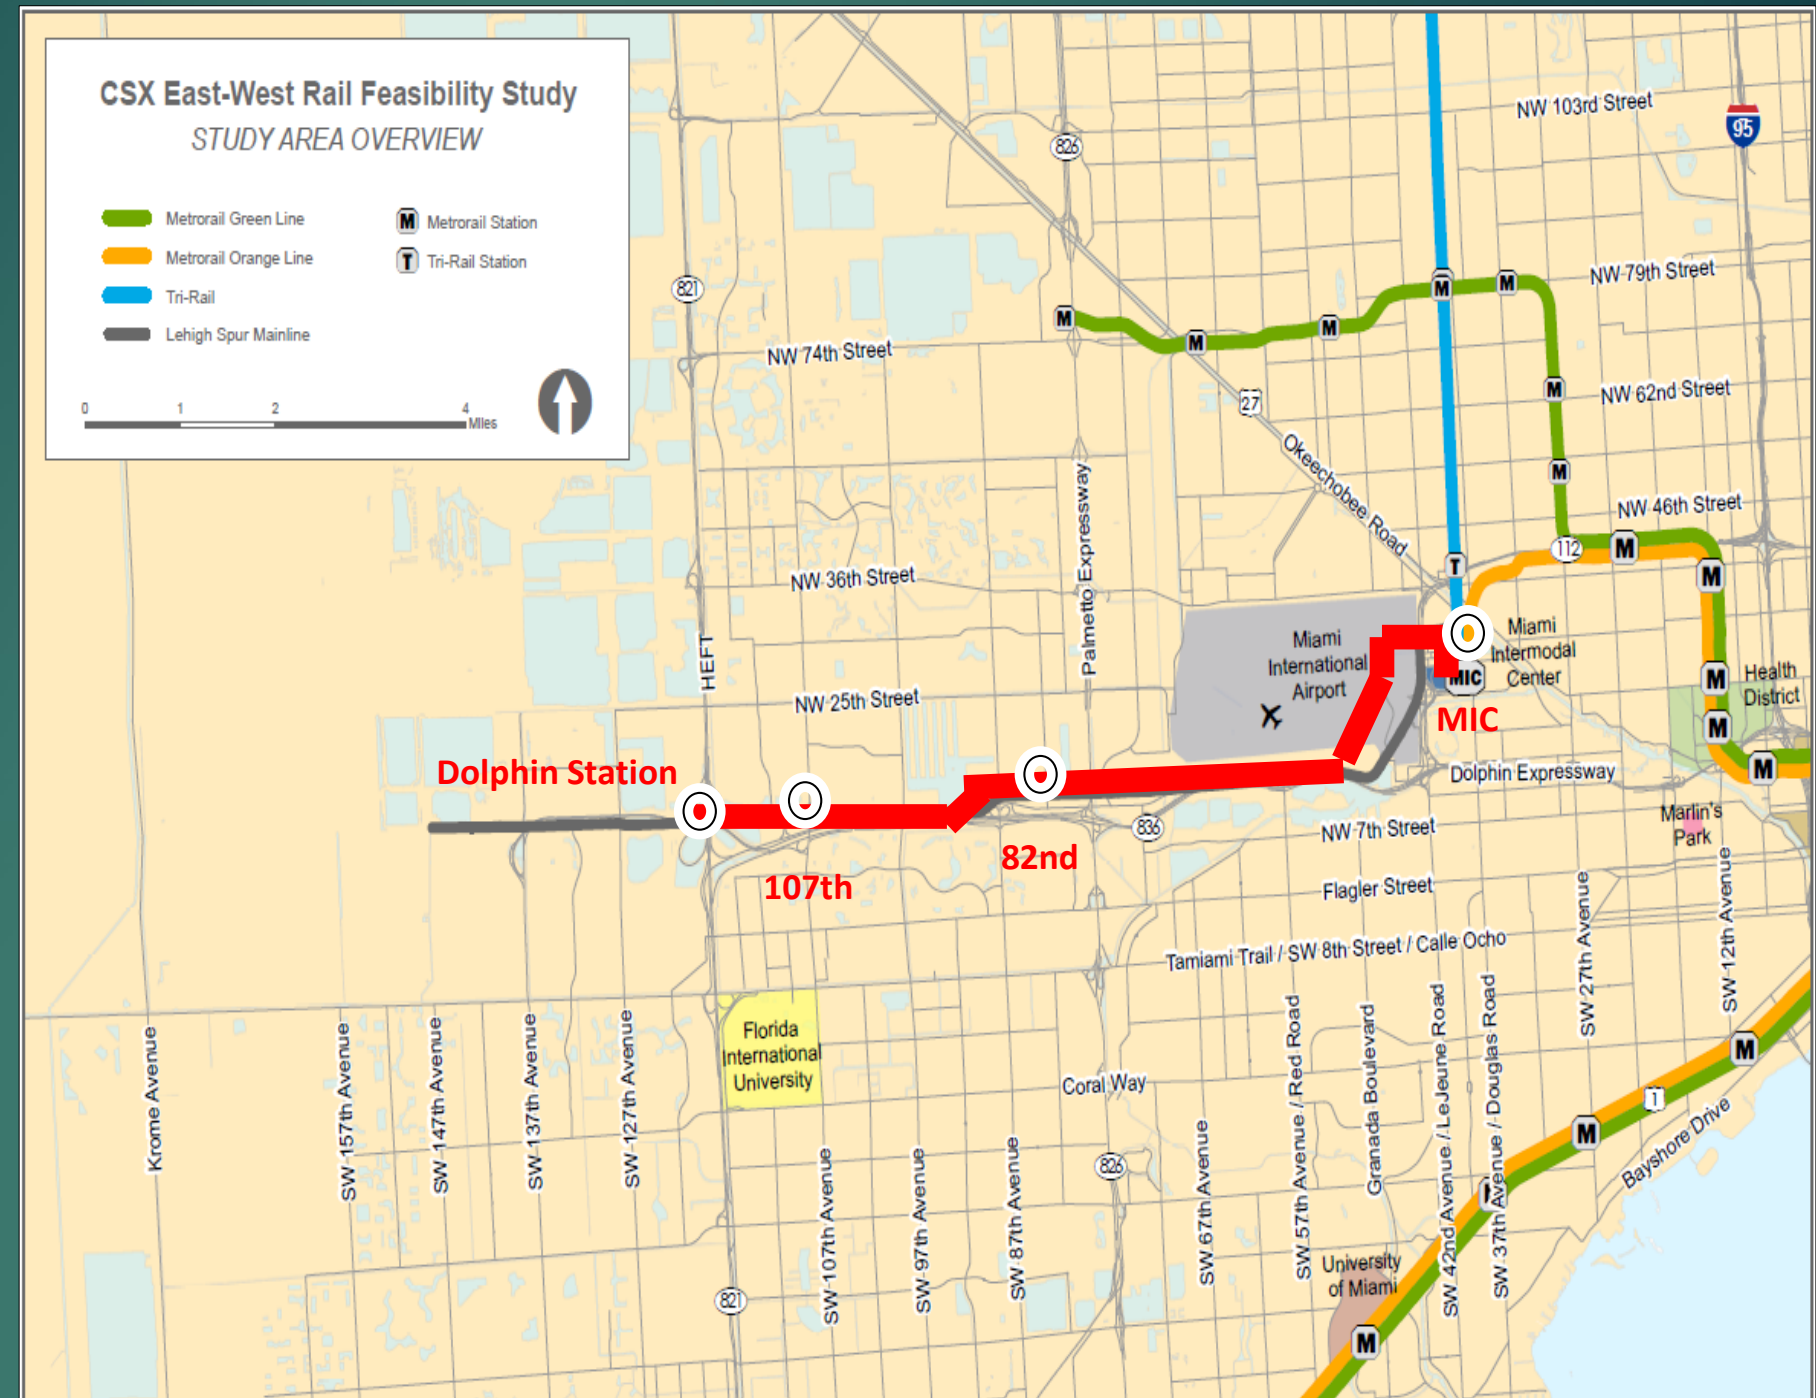 CSX East-West Rail Feasibility Study
STUDY AREA OVERVIEW
Metrorail Green Line
Metrorail Orange Line
Tri-Rail
Lehigh Spur Mainline
M Metrorail Station
T Tri-Rail Station
0 1 2 4
Miles
NW 103rd Street
95
826
821
NW 79th Street
M
M
M
M
M
NW 74th Street
M
NW 62nd Street
27
M
Okeechobee Road
NW 46th Street
Palmetto Expressway
112
M
T
M
NW 36th Street
HEFT
Miami
International
Airport
Miami
Intermodal
Center
MIC
M
Health
District
NW 25th Street
MIC
M
Dolphin Station
M
Dolphin Expressway
836
NW 7th Street
Marlin's
Park
82nd
107th
Flagler Street
Tamiami Trail / SW 8th Street / Calle Ocho
SW 27th Avenue
SW 12th Avenue
Florida
International
University
Coral Way
M
1
M
Bayshore Drive
Krome Avenue
SW 157th Avenue
SW 147th Avenue
SW 137th Avenue
SW 127th Avenue
SW 107th Avenue
SW 97th Avenue
SW 87th Avenue
826
SW 67th Avenue
SW 57th Avenue / Red Road
Granada Boulevard
SW 42nd Avenue / LeJeune Road
SW 37th Avenue / Douglas Road
University
of Miami
821
M